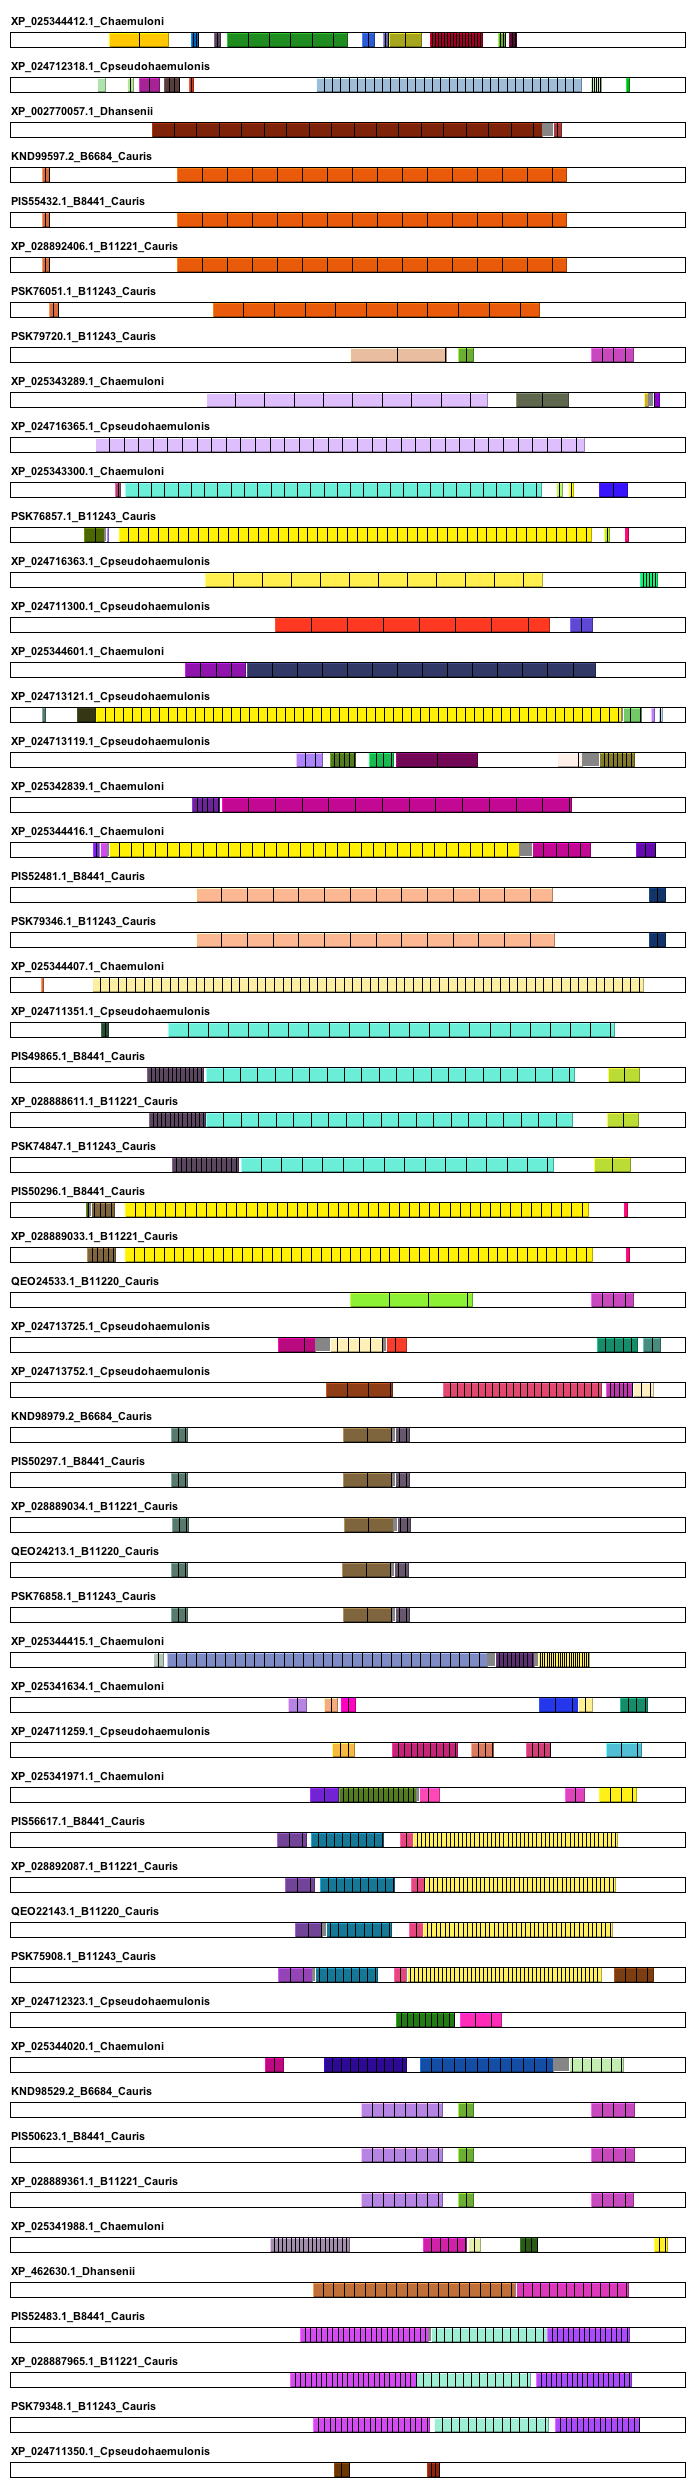 XP_025344412.1_Chaemuloni
XP_024712318.1_Cpseudohaemulonis
XP_002770057.1_Dhansenii
KND99597.2_B6684_Cauris
PIS55432.1_B8441_Cauris
XP_028892406.1_B11221_Cauris
PSK76051.1_B11243_Cauris
PSK79720.1_B11243_Cauris
XP_025343289.1_Chaemuloni
XP_024716365.1_Cpseudohaemulonis
XP_025343300.1_Chaemuloni
PSK76857.1_B11243_Cauris
XP_024716363.1_Cpseudohaemulonis
XP_024711300.1_Cpseudohaemulonis
XP_025344601.1_Chaemuloni
XP_024713121.1_Cpseudohaemulonis
XP_024713119.1_Cpseudohaemulonis
XP_025342839.1_Chaemuloni
XP_025344416.1_Chaemuloni
PIS52481.1_B8441_Cauris
PSK79346.1_B11243_Cauris
XP_025344407.1_Chaemuloni
XP_024711351.1_Cpseudohaemulonis
PIS49865.1_B8441_Cauris
XP_028888611.1_B11221_Cauris
PSK74847.1_B11243_Cauris
PIS50296.1_B8441_Cauris
XP_028889033.1_B11221_Cauris
QEO24533.1_B11220_Cauris
XP_024713725.1_Cpseudohaemulonis
XP_024713752.1_Cpseudohaemulonis
KND98979.2_B6684_Cauris
PIS50297.1_B8441_Cauris
XP_028889034.1_B11221_Cauris
QEO24213.1_B11220_Cauris
PSK76858.1_B11243_Cauris
XP_025344415.1_Chaemuloni
XP_025341634.1_Chaemuloni
XP_024711259.1_Cpseudohaemulonis
XP_025341971.1_Chaemuloni
PIS56617.1_B8441_Cauris
XP_028892087.1_B11221_Cauris
QEO22143.1_B11220_Cauris
PSK75908.1_B11243_Cauris
XP_024712323.1_Cpseudohaemulonis
XP_025344020.1_Chaemuloni
KND98529.2_B6684_Cauris
PIS50623.1_B8441_Cauris
XP_028889361.1_B11221_Cauris
XP_025341988.1_Chaemuloni
XP_462630.1_Dhansenii
PIS52483.1_B8441_Cauris
XP_028887965.1_B11221_Cauris
PSK79348.1_B11243_Cauris
XP_024711350.1_Cpseudohaemulonis